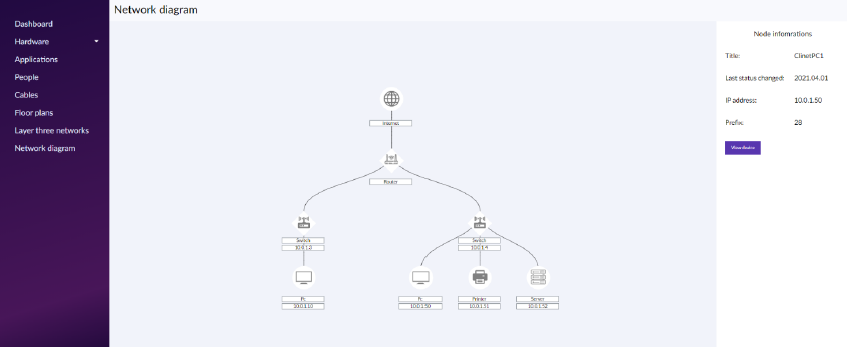 Network diagram
Dashboard
Hardware
Applications
People
Cables
Floor plans
Layer three networks
Network diagram
Internet
Router
Switch
10.0.1.3
Switch
10.0.1.4
Pc
10.0.1.10
Pc
10.0.1.50
Printer
10.0.1.51
Server
10.0.1.52
Node infomrations
Title: ClinetPC1
Last status changed: 2021.04.01
IP address: 10.0.1.50
Prefix: 28
View device